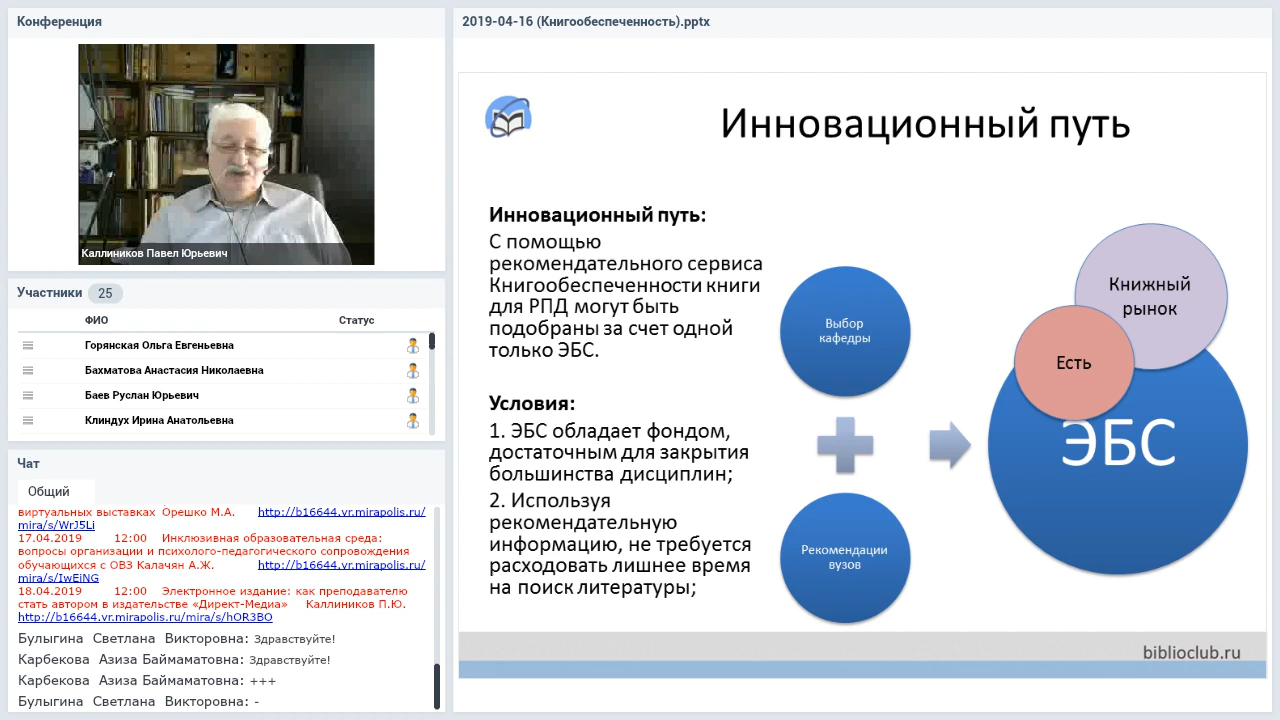 Конференция
Каллиников Павел Юрьевич
Участники 25
ФИО Статус
Горянская Ольга Евгеньевна
Бахматова Анастасия Николаевна
Баев Руслан Юрьевич
Клиндух Ирина Анатольевна
Чат
Общий
виртуальных выставках Орешко М.А. http://b16644.vr.mirapolis.ru/
mira/s/WrJ5Li
17.04.2019 12:00 Инклюзивная образовательная среда:
вопросы организации и психолого-педагогического сопровождения
обучающихся с ОВЗ Калачян А.Ж. http://b16644.vr.mirapolis.ru/
mira/s/IwEiNG
18.04.2019 12:00 Электронное издание: как преподавателю
стать автором в издательстве «Директ-Медиа» Каллиников П.Ю.
http://b16644.vr.mirapolis.ru/mira/s/hOR3BO
Булыгина Светлана Викторовна: Здравствуйте!
Карбекова Азиза Баймаматовна: Здравствуйте!
Карбекова Азиза Баймаматовна: +++
Булыгина Светлана Викторовна: -
2019-04-16 (Книгообеспеченность).pptx
Инновационный путь
Инновационный путь:
С помощью
рекомендательного сервиса
Книгообеспеченности книги
для РПД могут быть
подобраны за счет одной
только ЭБС.
Условия:
1. ЭБС обладает фондом,
достаточным для закрытия
большинства дисциплин;
2. Используя
рекомендательную
информацию, не требуется
расходовать лишнее время
на поиск литературы;
Выбор
кафедры
Рекомендации
вузов
Книжный
рынок
Есть
ЭБС
biblioclub.ru